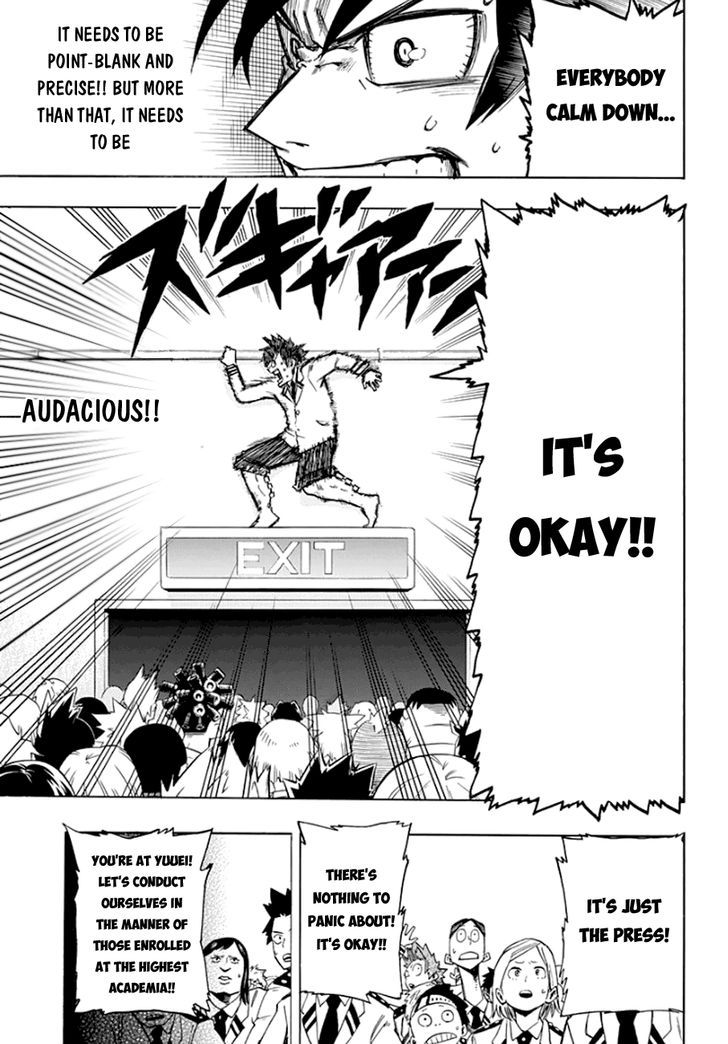 EVERYBODY
CALM DOWN...
IT NEEDS TO BE
POINT-BLANK AND
PRECISE!! BUT MORE
THAN THAT, IT NEEDS
TO BE
IT'S
OKAY!!
ズギャアアアー
AUDACIOUS!!
EXIT
IT'S JUST
THE PRESS!
THERE'S
NOTHING TO
PANIC ABOUT!
IT'S OKAY!!
YOU'RE AT YUUEI!
LET'S CONDUCT
OURSELVES IN
THE MANNER OF
THOSE ENROLLED
AT THE HIGHEST
ACADEMIA!!